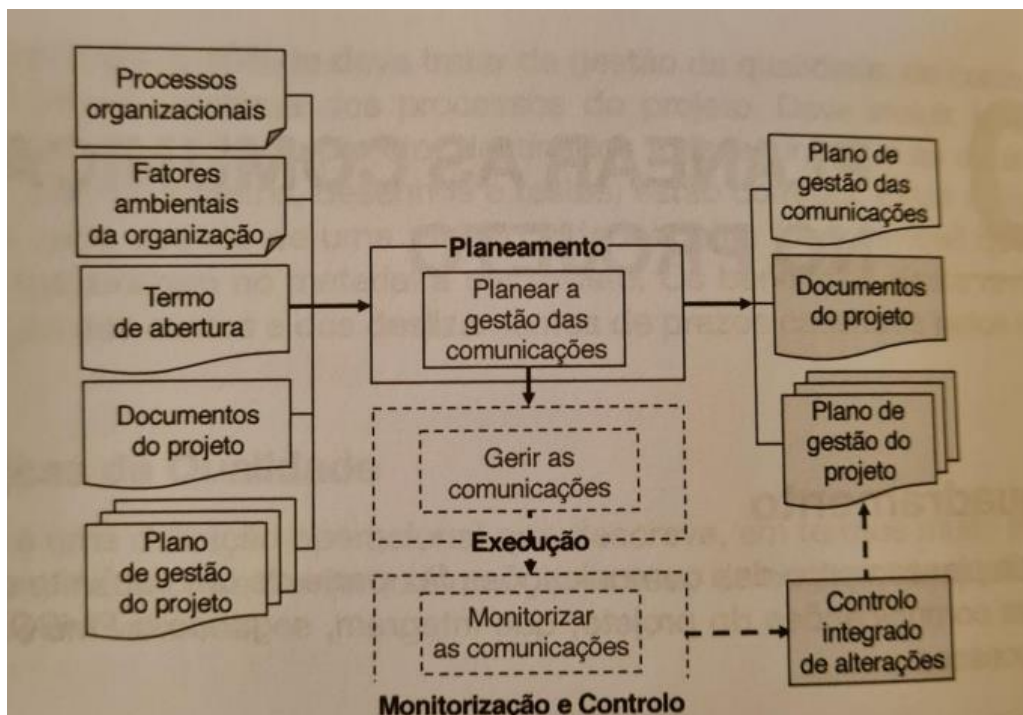 Processos
organizacionais
Fatores
ambientais
da organização
Termo
de abertura
Documentos
do projeto
Plano
de gestão
do projeto
Planeamento
Planear a
gestão das
comunicações
Gerir as
comunicações
Execução
Monitorizar
as comunicações
Monitorização e Controlo
Plano de
gestão das
comunicações
Documentos
do projeto
Plano de
gestão do
projeto
Controlo
integrado
de alterações